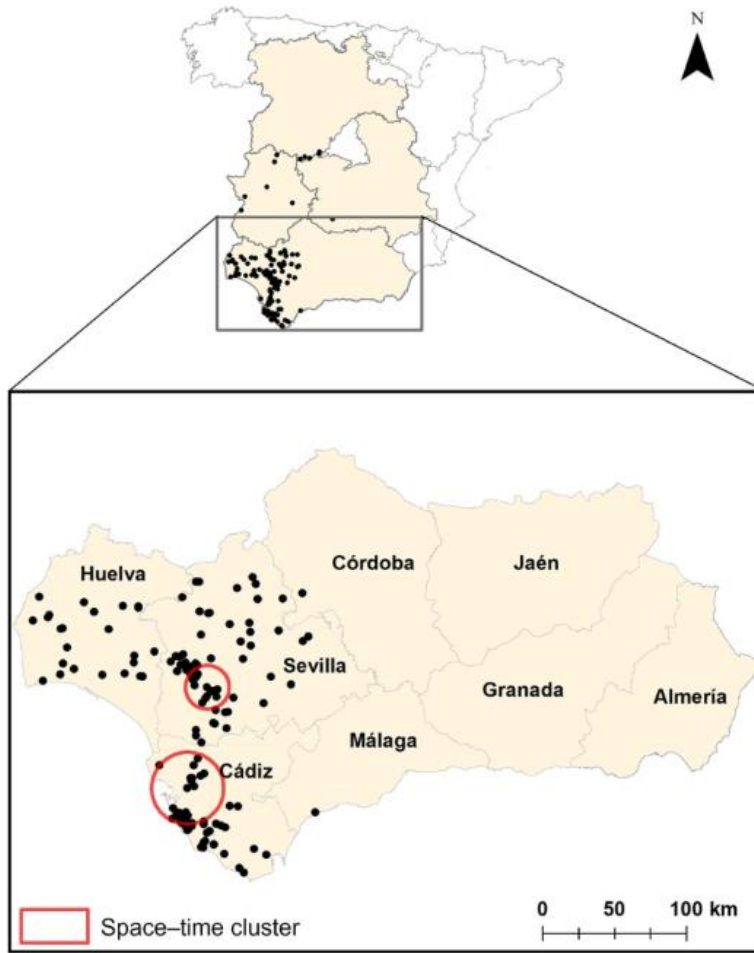 N
Córdoba
Jaén
Huelva
Sevilla
Granada
Almería
Málaga
Cádiz
Space–time cluster
0 50 100 km